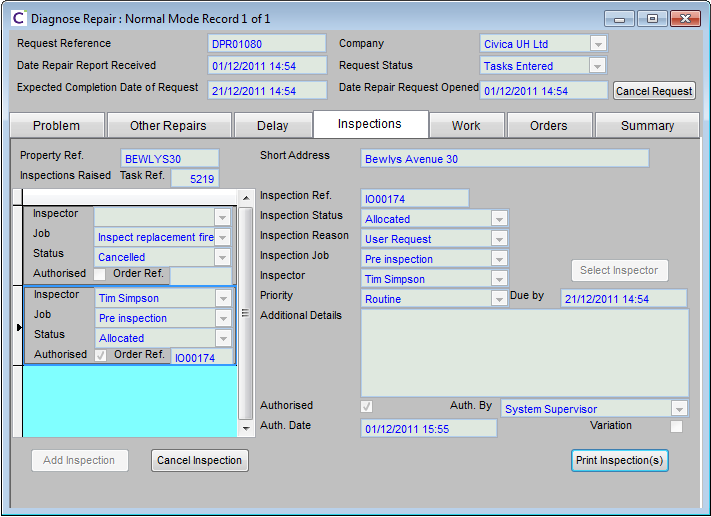 C Diagnose Repair : Normal Mode Record 1 of 1
Request Reference DPR01080 Company Civica UH Ltd
Date Repair Report Received 01/12/2011 14:54 Request Status Tasks Entered
Expected Completion Date of Request 21/12/2011 14:54 Date Repair Request Opened 01/12/2011 14:54 Cancel Request
Problem Other Repairs Delay Inspections Work Orders Summary
Property Ref. BEWLYS30 Short Address Bewlys Avenue 30
Inspections Raised Task Ref. 5219
Inspector
Job Inspect replacement fire
Status Cancelled
Authorised Order Ref.
Inspector Tim Simpson
Job Pre inspection
Status Allocated
Authorised Order Ref. IO00174
Inspection Ref. IO00174
Inspection Status Allocated
Inspection Reason User Request
Inspection Job Pre inspection
Inspector Tim Simpson Select Inspector
Priority Routine Due by 21/12/2011 14:54
Additional Details
Authorised Auth. By System Supervisor
Auth. Date 01/12/2011 15:55 Variation
Add Inspection Cancel Inspection Print Inspection(s)